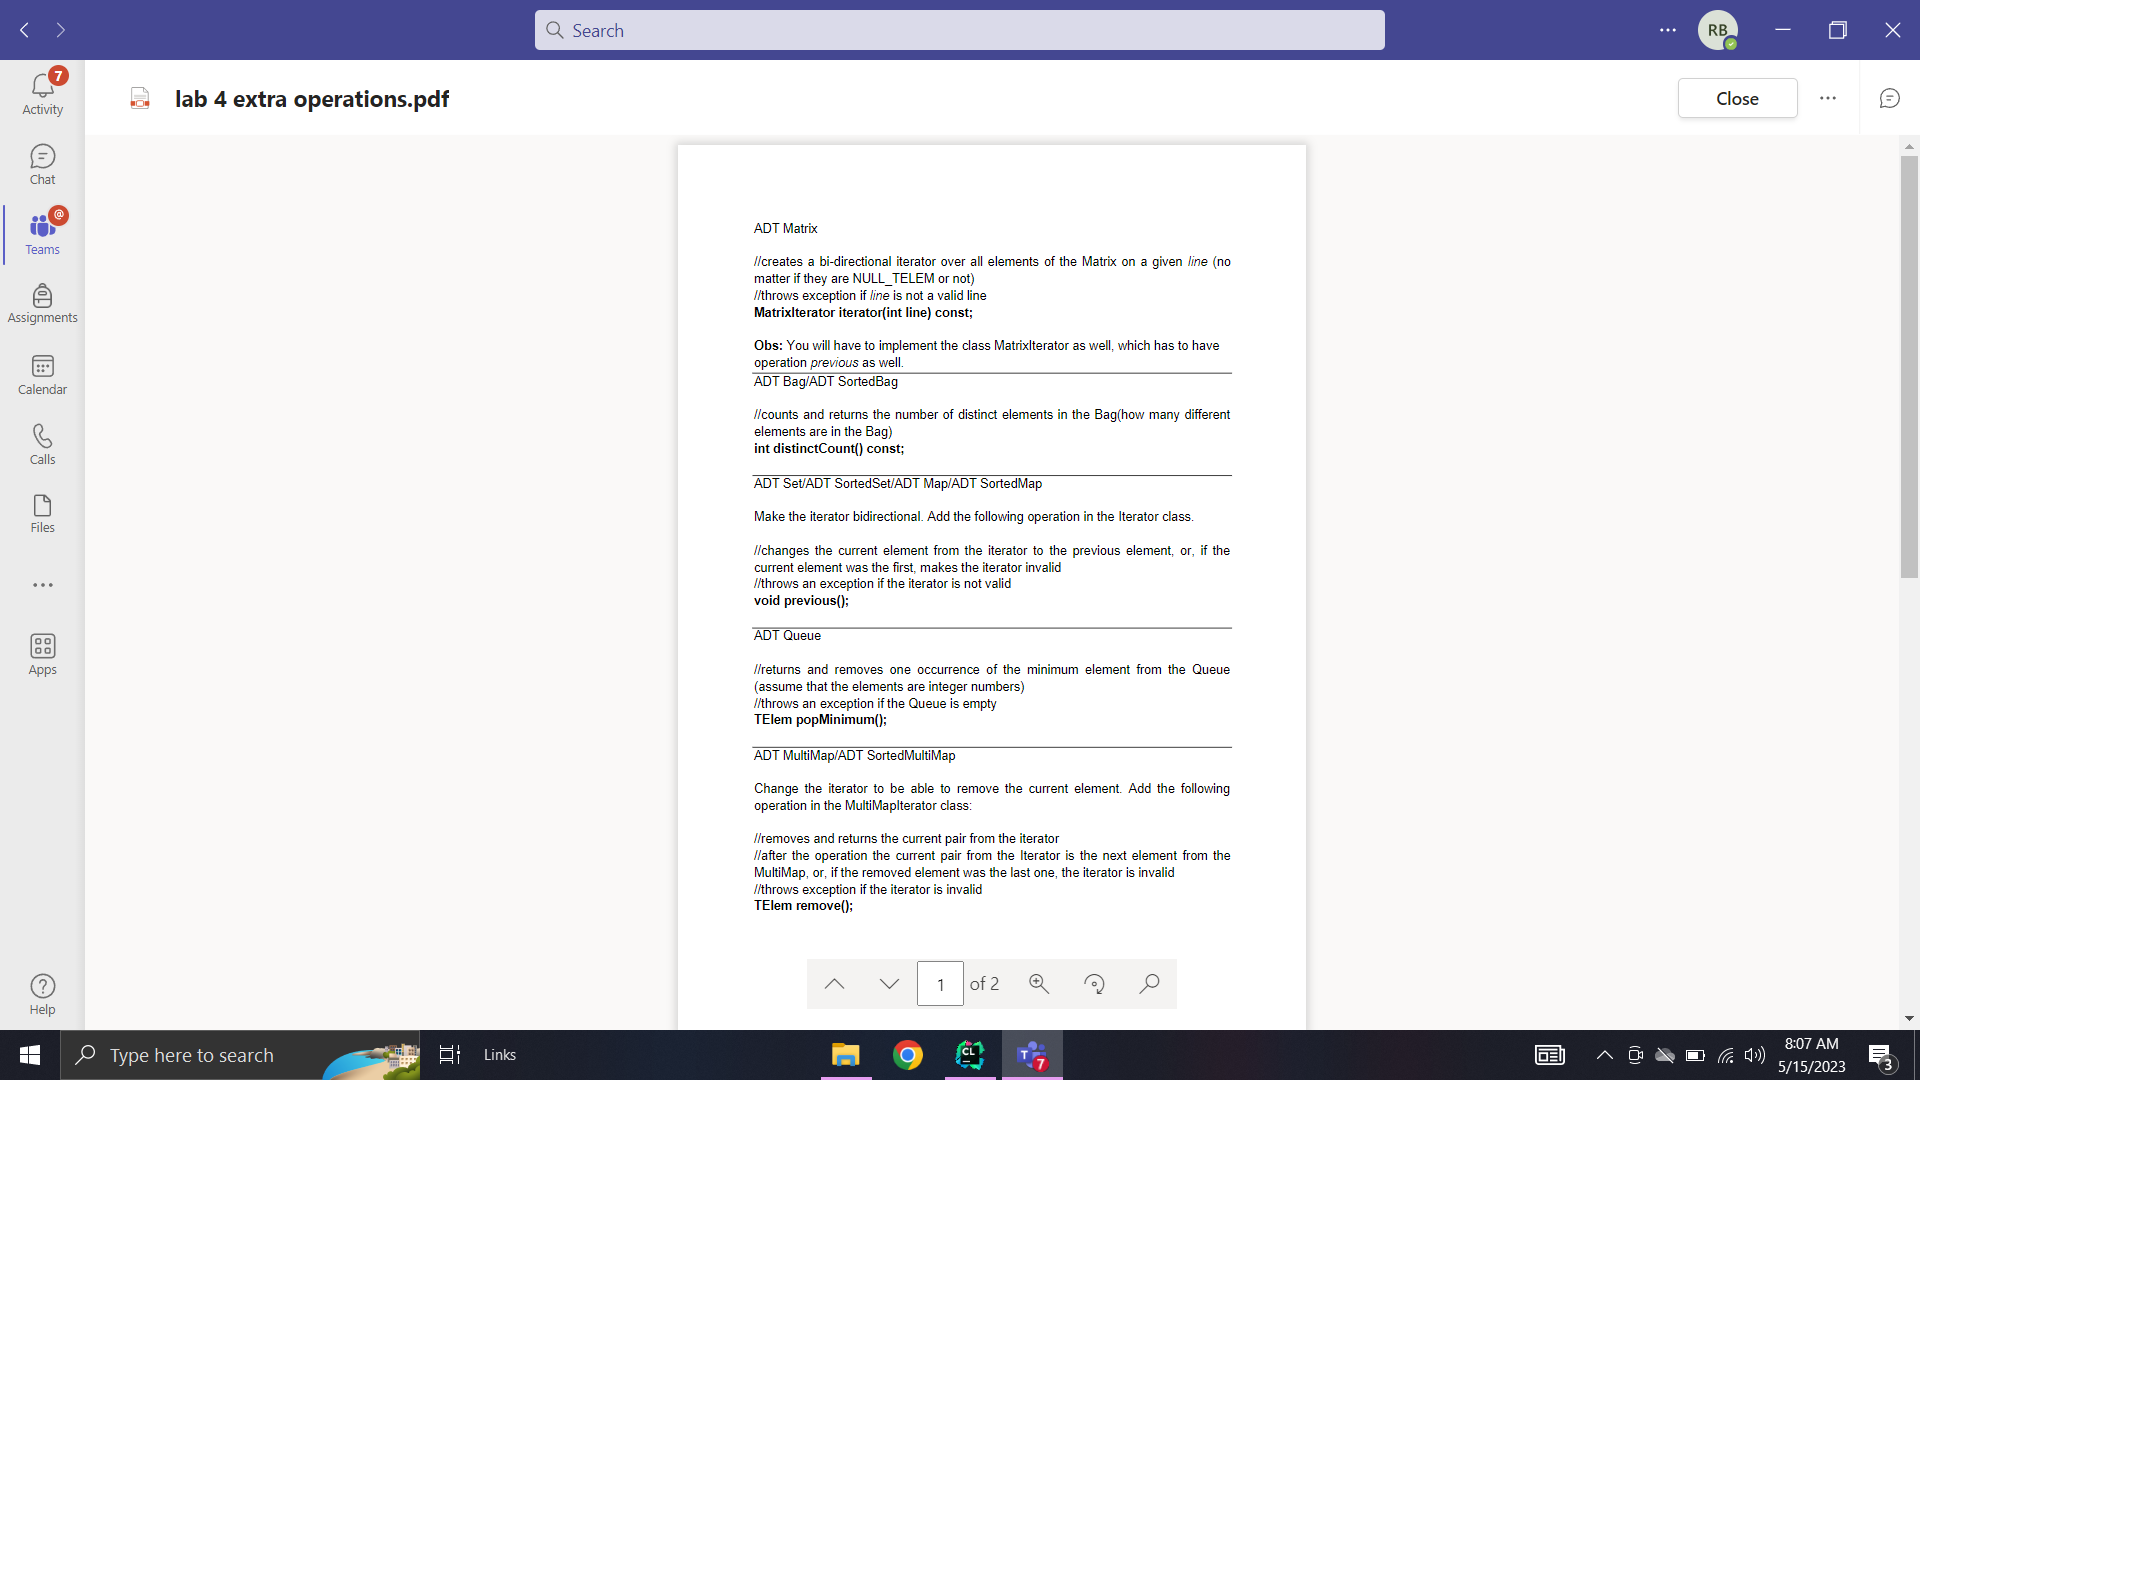 Search
RB
7
Activity
lab 4 extra operations.pdf
Close
Chat
@
Teams
Assignments
Calendar
Calls
Files
Apps
Help
ADT Matrix
//creates a bi-directional iterator over all elements of the Matrix on a given line (no
matter if they are NULL_TELEM or not)
//throws exception if line is not a valid line
MatrixIterator iterator(int line) const;
Obs: You will have to implement the class MatrixIterator as well, which has to have
operation previous as well.
ADT Bag/ADT SortedBag
//counts and returns the number of distinct elements in the Bag(how many different
elements are in the Bag)
int distinctCount() const;
ADT Set/ADT SortedSet/ADT Map/ADT SortedMap
Make the iterator bidirectional. Add the following operation in the Iterator class.
//changes the current element from the iterator to the previous element, or, if the
current element was the first, makes the iterator invalid
//throws an exception if the iterator is not valid
void previous();
ADT Queue
//returns and removes one occurrence of the minimum element from the Queue
(assume that the elements are integer numbers)
//throws an exception if the Queue is empty
TElem popMinimum();
ADT MultiMap/ADT SortedMultiMap
Change the iterator to be able to remove the current element. Add the following
operation in the MultiMapIterator class:
//removes and returns the current pair from the iterator
//after the operation the current pair from the Iterator is the next element from the
MultiMap, or, if the removed element was the last one, the iterator is invalid
//throws exception if the iterator is invalid
TElem remove();
1 of 2
Type here to search
Links
CL
T
7
8:07 AM
5/15/2023
3